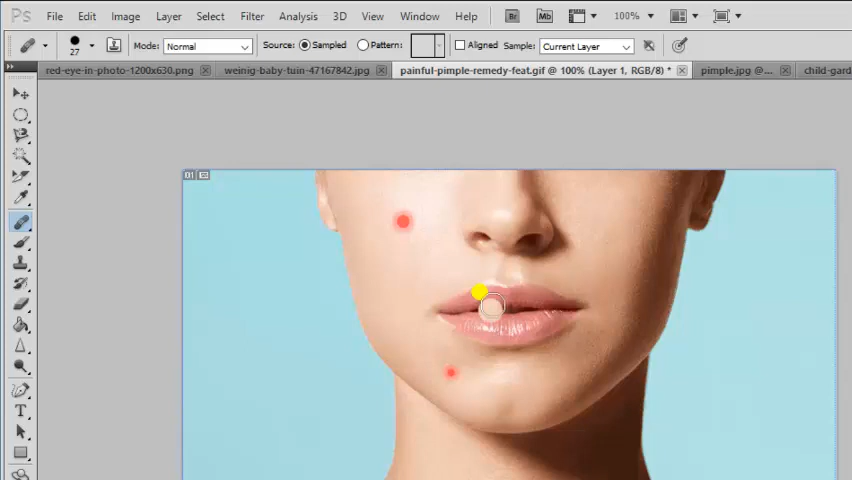 Ps File Edit Image Layer Select Filter Analysis 3D View Window Help Br Mb 100%
27 Mode: Normal Source: Sampled Pattern: Aligned Sample: Current Layer
red-eye-in-photo-1200x630.png weinig-baby-tuin-47167842.jpg painful-pimple-remedy-feat.gif @ 100% (Layer 1, RGB/8) * pimple.jpg @... child-gard
01
T